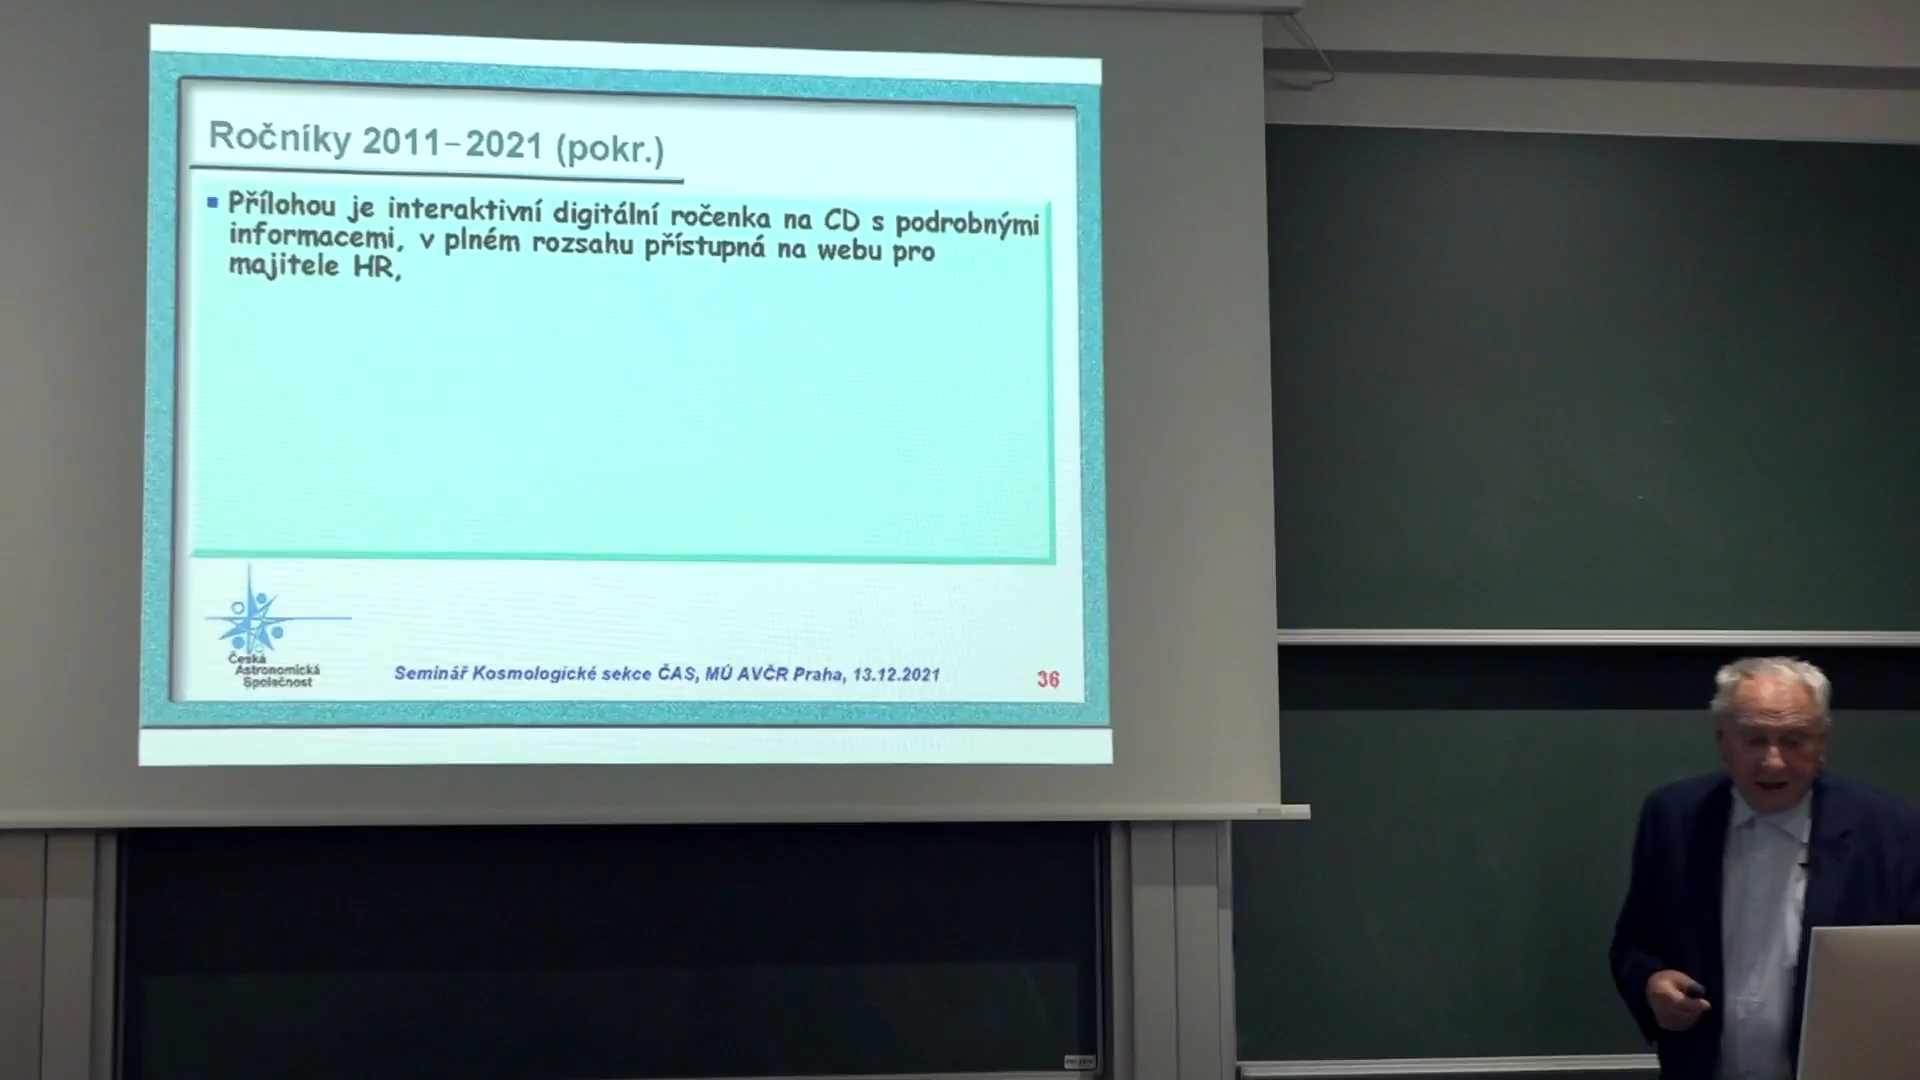 Ročníky 2011–2021 (pokr.)
Přílohou je interaktivní digitální ročenka na CD s podrobnými
informacemi, v plném rozsahu přístupná na webu pro
majitele HR,
Česká
Astronomická
Společnost
Seminář Kosmologické sekce ČAS, MÚ AVČR Praha, 13.12.2021
36